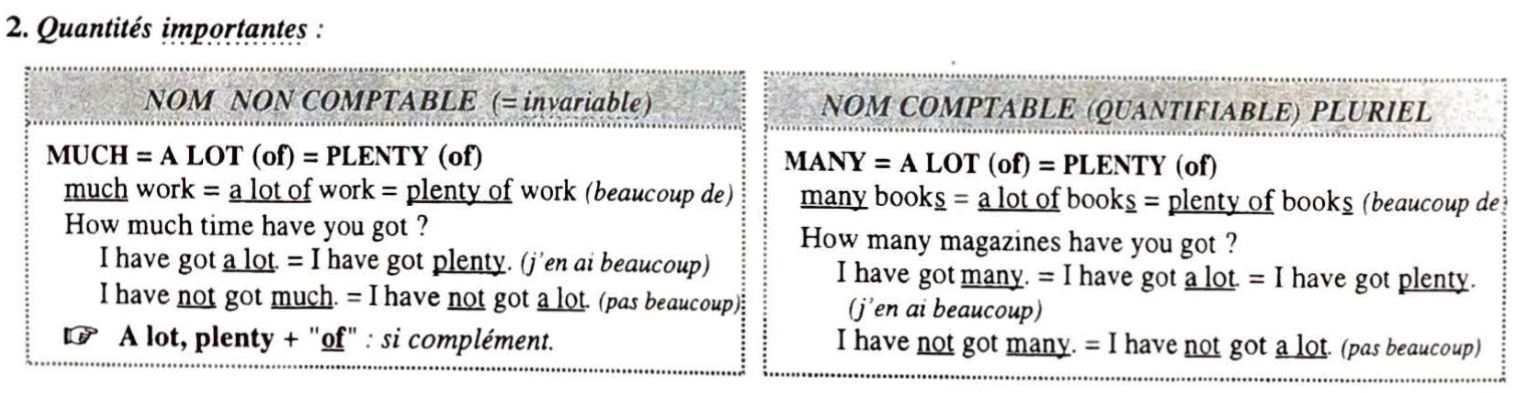 2. Quantités importantes :
NOM NON COMPTABLE (= invariable)
MUCH = A LOT (of) = PLENTY (of)
much work = a lot of work = plenty of work (beaucoup de)
How much time have you got ?
I have got a lot. = I have got plenty. (j'en ai beaucoup)
I have not got much. = I have not got a lot. (pas beaucoup)
☞ A lot, plenty + "of" : si complément.
NOM COMPTABLE (QUANTIFIABLE) PLURIEL
MANY = A LOT (of) = PLENTY (of)
many books = a lot of books = plenty of books (beaucoup de)
How many magazines have you got ?
I have got many. = I have got a lot. = I have got plenty.
(j'en ai beaucoup)
I have not got many. = I have not got a lot. (pas beaucoup)